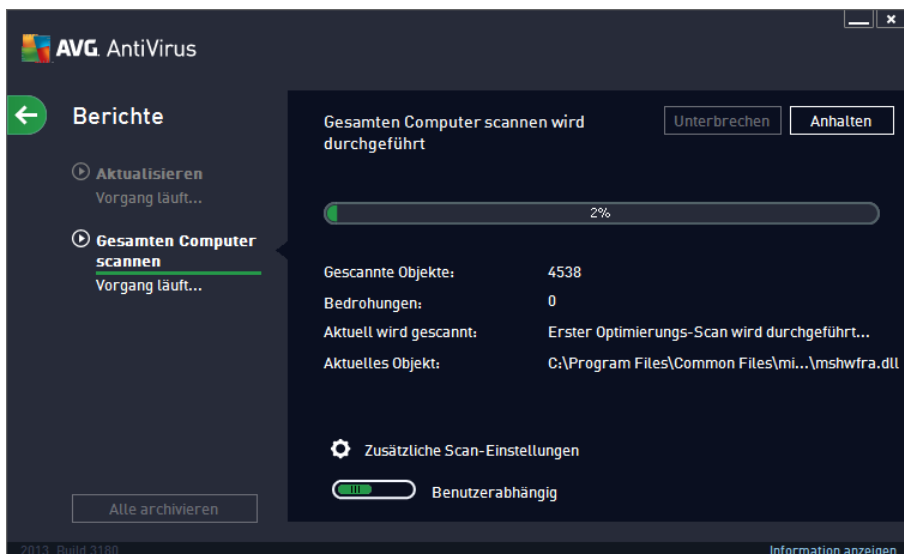 AVG. AntiVirus
Berichte
Aktualisieren
Vorgang läuft...
Gesamten Computer
scannen
Vorgang läuft...
Alle archivieren
Gesamten Computer scannen wird
durchgeführt
Unterbrechen
Anhalten
2%
Gescannte Objekte: 4538
Bedrohungen: 0
Aktuell wird gescannt: Erster Optimierungs-Scan wird durchgeführt...
Aktuelles Objekt: C:\Program Files\Common Files\mi...\mshwfra.dll
Zusätzliche Scan-Einstellungen
Benutzerabhängig
2013 Build 3180
Information anzeigen